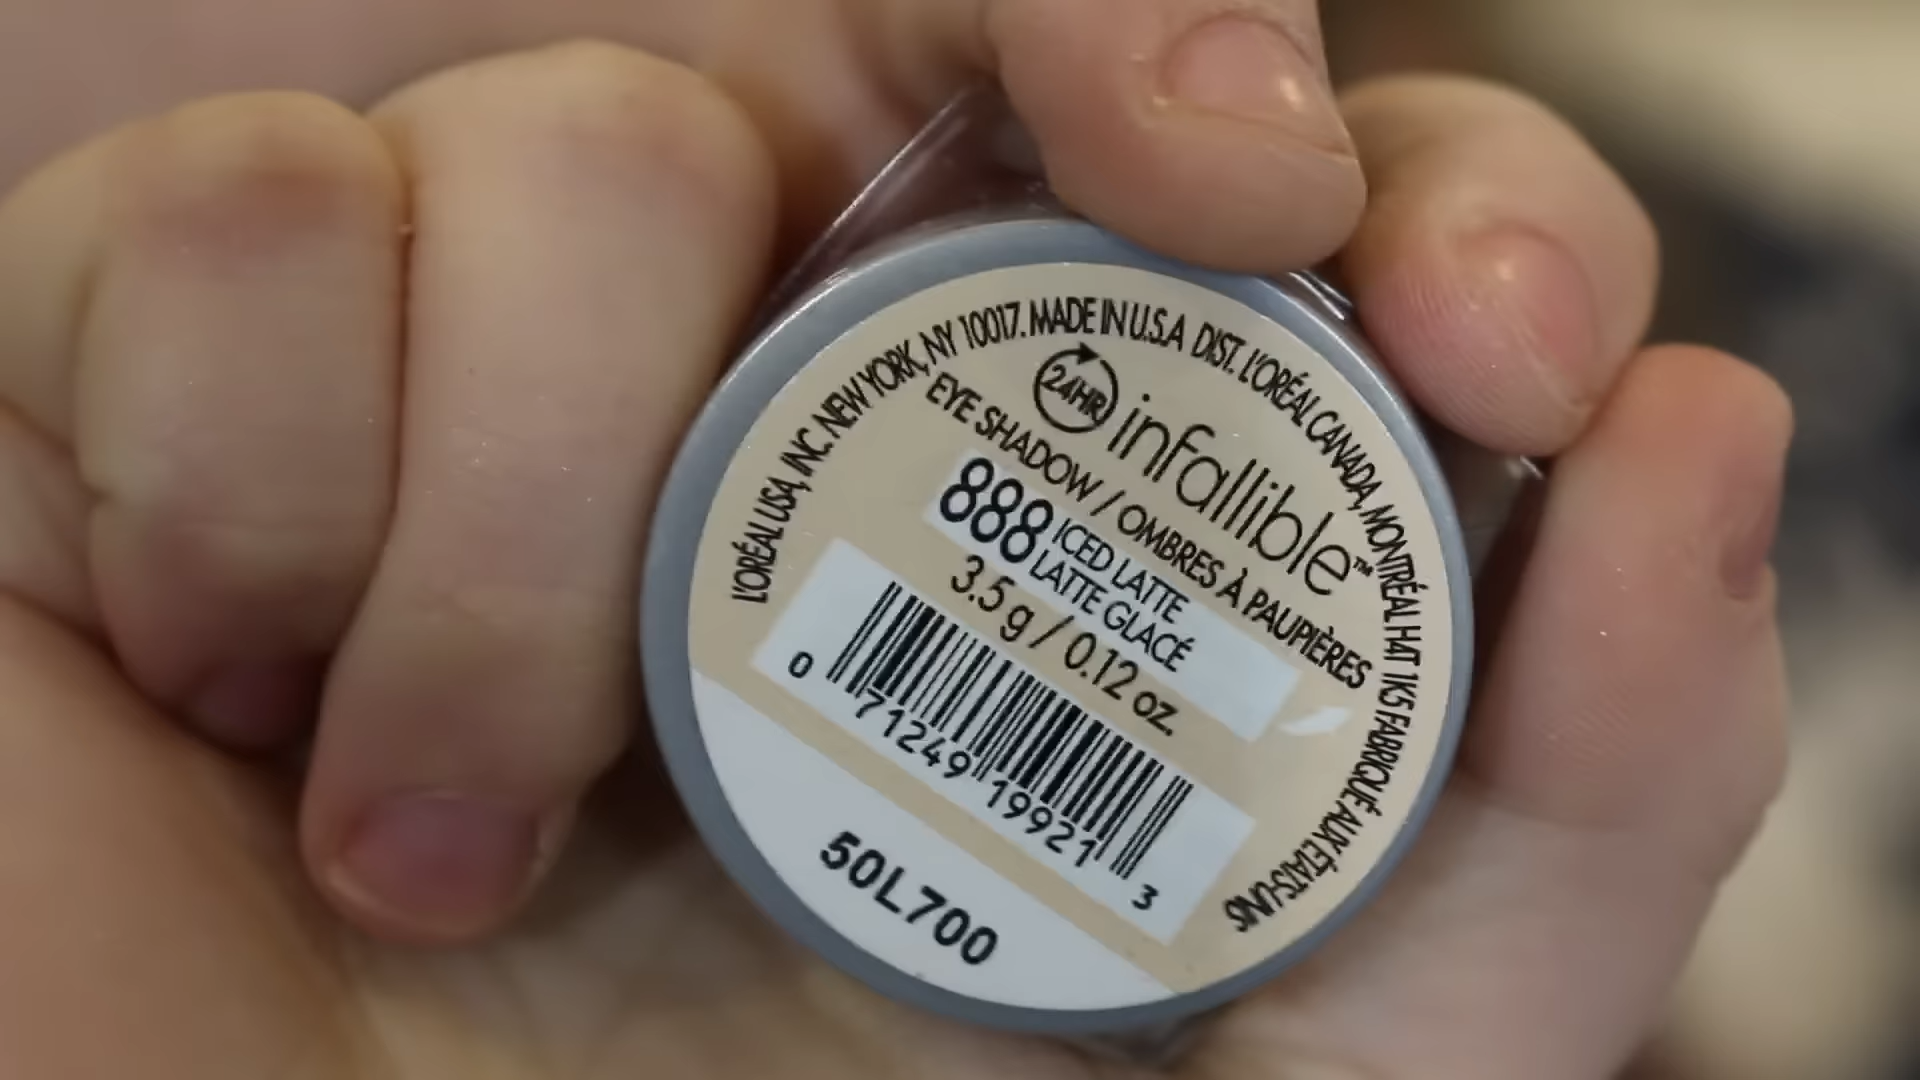 L'ORÉAL USA, INC. NEW YORK, NY 10017. MADE IN U.S.A DIST. L'ORÉAL CANADA, MONTRÉAL H4T 1K5 FABRIQUÉ AUX ÉTATS-UNIS
24HR infallible™
EYE SHADOW / OMBRES À PAUPIÈRES
888 ICED LATTE
LATTE GLACÉ
3.5 g / 0.12 oz.
0 71249 19921 3
50L700